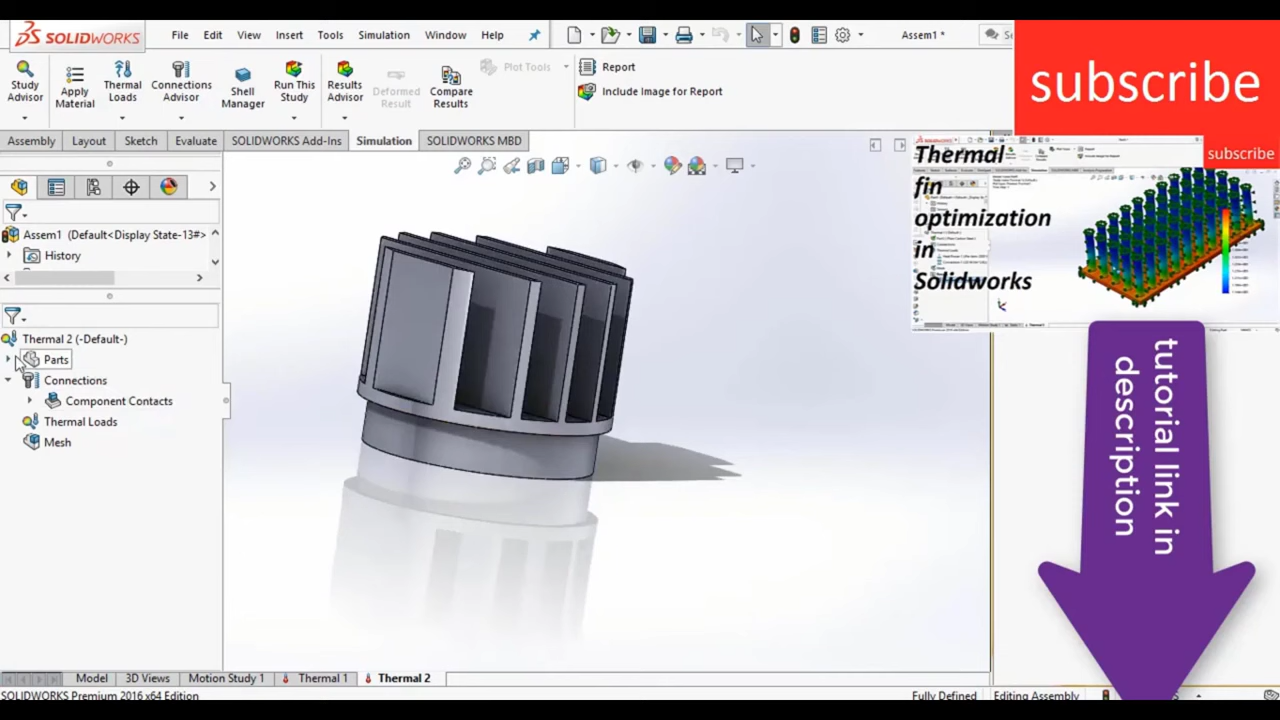 SOLIDWORKS File Edit View Insert Tools Simulation Window Help Assem1 *
Study Advisor
Apply Material
Thermal Loads
Connections Advisor
Shell Manager
Run This Study
Results Advisor
Deformed Result
Compare Results
Plot Tools
Report
Include Image for Report
Assembly Layout Sketch Evaluate SOLIDWORKS Add-Ins Simulation SOLIDWORKS MBD
Assem1 (Default<Display State-13#>
History
Thermal 2 (-Default-)
Parts
Connections
Component Contacts
Thermal Loads
Mesh
subscribe
subscribe
Thermal
fin
optimization
in
Solidworks
tutorial link in
description
Model 3D Views Motion Study 1 Thermal 1 Thermal 2
SOLIDWORKS Premium 2016 x64 Edition Fully Defined Editing Assembly